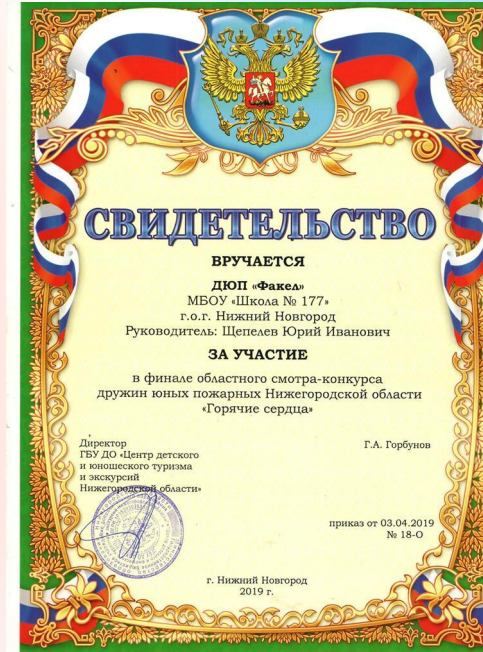 СВИДЕТЕЛЬСТВО
ВРУЧАЕТСЯ
ДЮП «Факел»
МБОУ «Школа № 177»
г.о.г. Нижний Новгород
Руководитель: Щепелев Юрий Иванович
ЗА УЧАСТИЕ
в финале областного смотра-конкурса
дружин юных пожарных Нижегородской области
«Горячие сердца»
Директор
ГБУ ДО «Центр детского
и юношеского туризма
и экскурсий
Нижегородской области»
Г.А. Горбунов
приказ от 03.04.2019
№ 18-О
г. Нижний Новгород
2019 г.